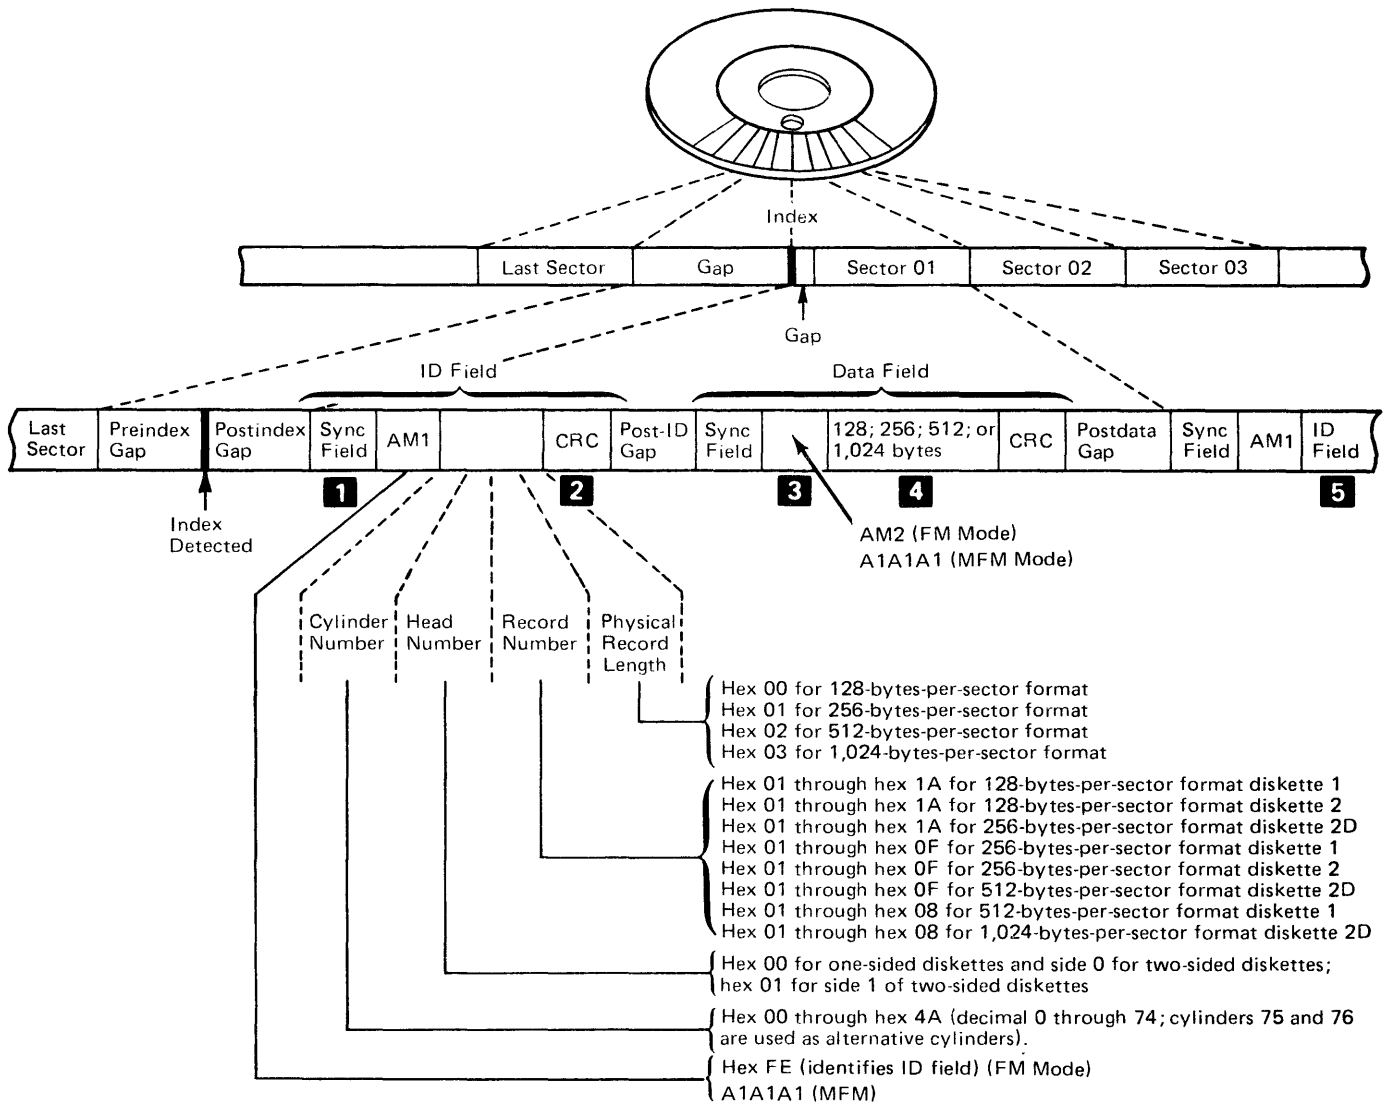 Index
Last Sector
Gap
Sector 01
Sector 02
Sector 03
Gap
ID Field
Data Field
Last
Sector
Preindex
Gap
Postindex
Gap
Sync
Field
AM1
CRC
Post-ID
Gap
Sync
Field
128; 256; 512; or
1,024 bytes
CRC
Postdata
Gap
Sync
Field
AM1
ID
Field
1
2
3
4
5
Index
Detected
AM2 (FM Mode)
A1A1A1 (MFM Mode)
Cylinder
Number
Head
Number
Record
Number
Physical
Record
Length
Hex 00 for 128-bytes-per-sector format
Hex 01 for 256-bytes-per-sector format
Hex 02 for 512-bytes-per-sector format
Hex 03 for 1,024-bytes-per-sector format
Hex 01 through hex 1A for 128-bytes-per-sector format diskette 1
Hex 01 through hex 1A for 128-bytes-per-sector format diskette 2
Hex 01 through hex 1A for 256-bytes-per-sector format diskette 2D
Hex 01 through hex 0F for 256-bytes-per-sector format diskette 1
Hex 01 through hex 0F for 256-bytes-per-sector format diskette 2
Hex 01 through hex 0F for 512-bytes-per-sector format diskette 2D
Hex 01 through hex 08 for 512-bytes-per-sector format diskette 1
Hex 01 through hex 08 for 1,024-bytes-per-sector format diskette 2D
Hex 00 for one-sided diskettes and side 0 for two-sided diskettes;
hex 01 for side 1 of two-sided diskettes
Hex 00 through hex 4A (decimal 0 through 74; cylinders 75 and 76
are used as alternative cylinders).
Hex FE (identifies ID field) (FM Mode)
A1A1A1 (MFM)